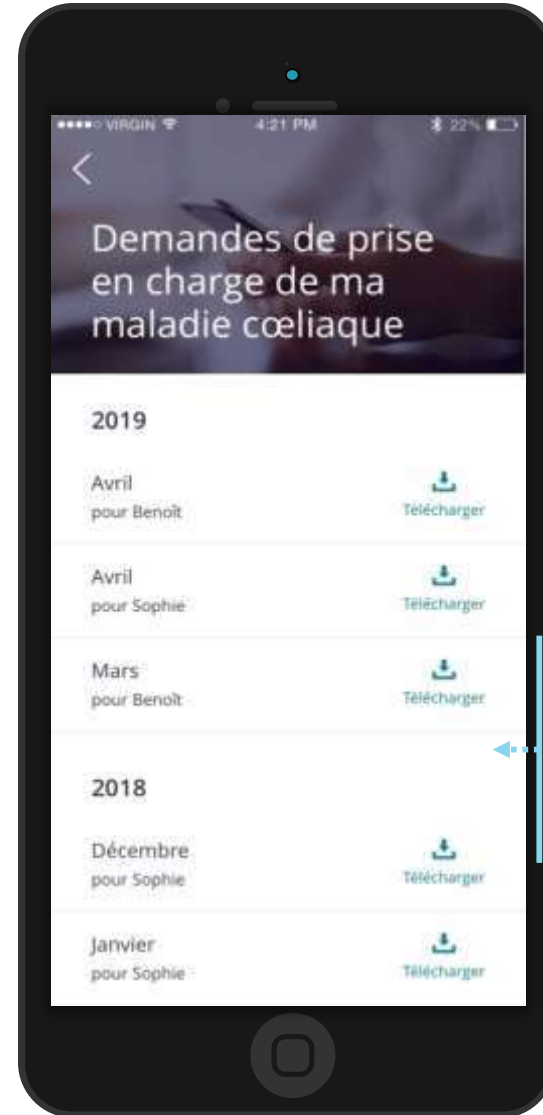 VIRGIN 4:21 PM 22%
Demandes de prise
en charge de ma
maladie cœliaque
2019
Avril
pour Benoît
Télécharger
Avril
pour Sophie
Télécharger
Mars
pour Benoît
Télécharger
2018
Décembre
pour Sophie
Télécharger
Janvier
pour Sophie
Télécharger